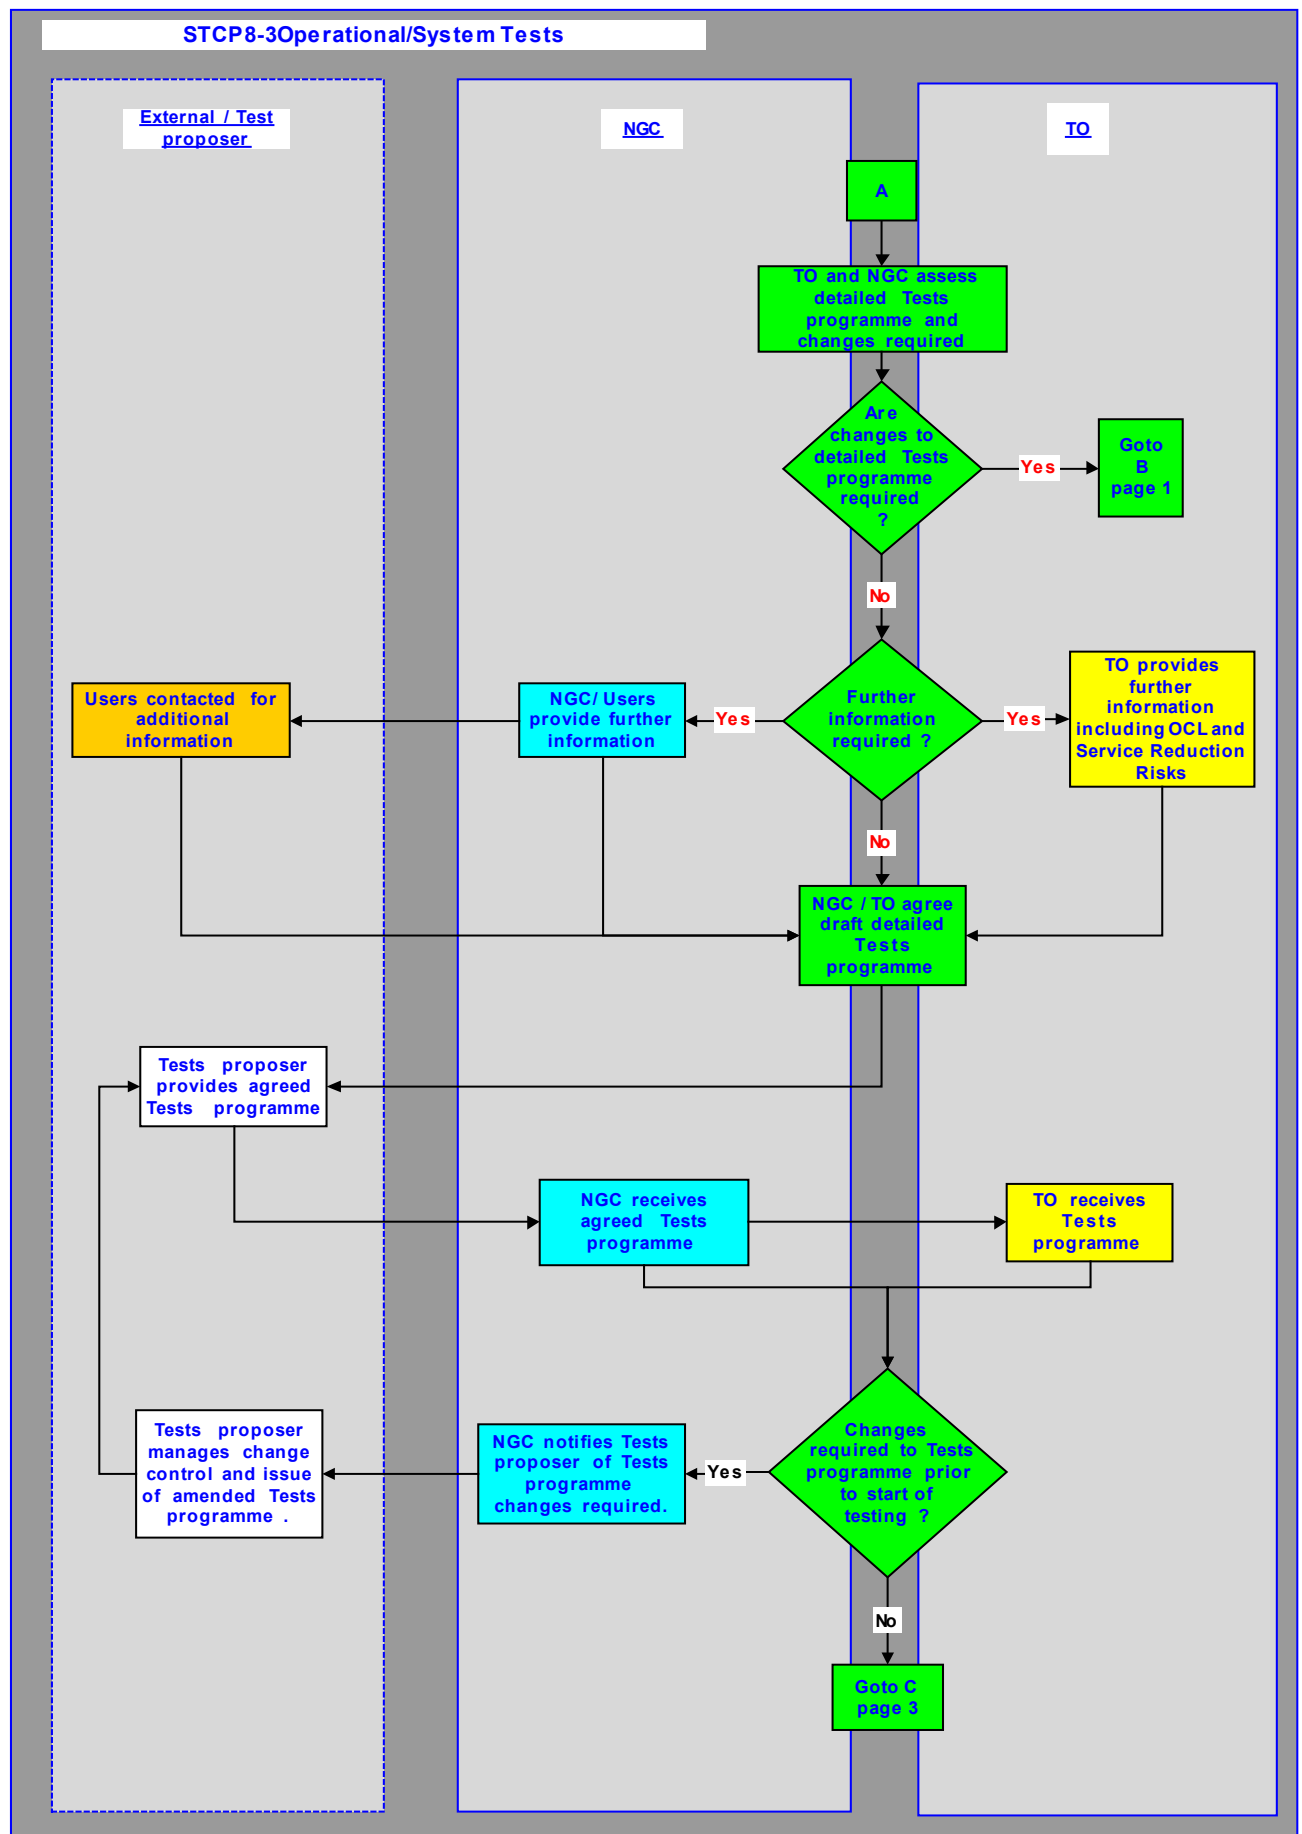 STCP8-3Operational/System Tests
External / Test
proposer
NGC
TO
A
TO and NGC assess
detailed Tests
programme and
changes required
Are
changes to
detailed Tests
programme
required
?
Yes
Goto
B
page 1
No
Users contacted for
additional
information
NGC/ Users
provide further
information
Yes
Further
information
required ?
Yes
TO provides
further
information
including OCL and
Service Reduction
Risks
No
NGC / TO agree
draft detailed
Tests
programme
Tests proposer
provides agreed
Tests programme
NGC receives
agreed Tests
programme
TO receives
Tests
programme
Tests proposer
manages change
control and issue
of amended Tests
programme .
NGC notifies Tests
proposer of Tests
programme
changes required.
Yes
Changes
required to Tests
programme prior
to start of
testing ?
No
Goto C
page 3